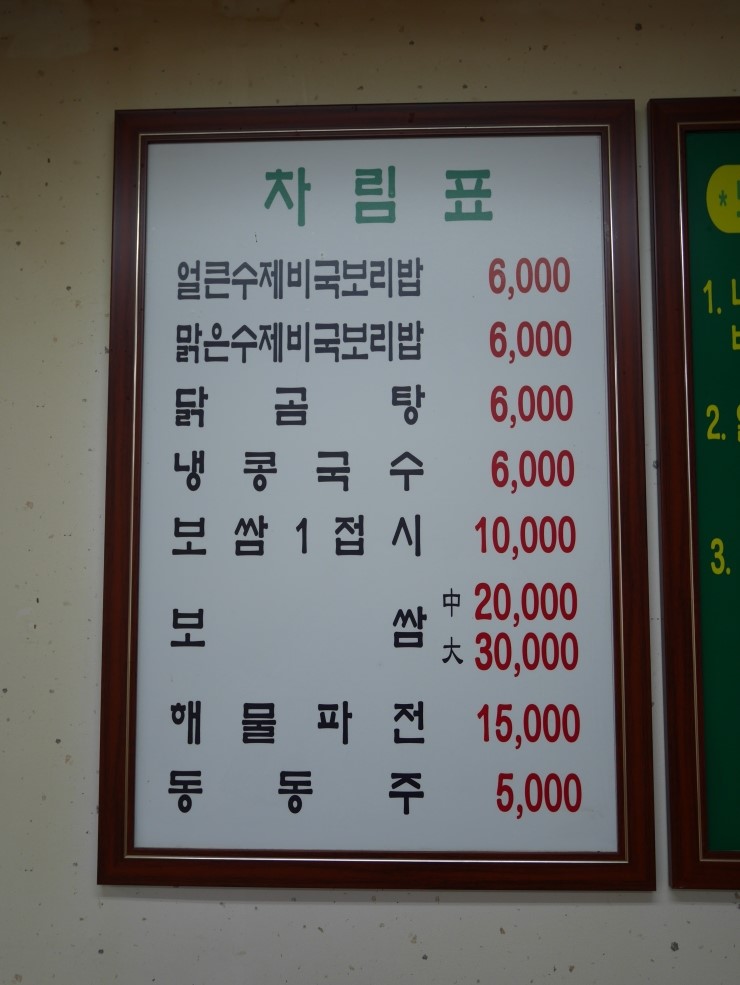 차림표
얼큰수제비국보리밥 6,000
맑은수제비국보리밥 6,000
닭곰탕 6,000
냉콩국수 6,000
보쌈1접시 10,000
보쌈 中 20,000
大 30,000
해물파전 15,000
동동주 5,000
*
1.
2.
3.